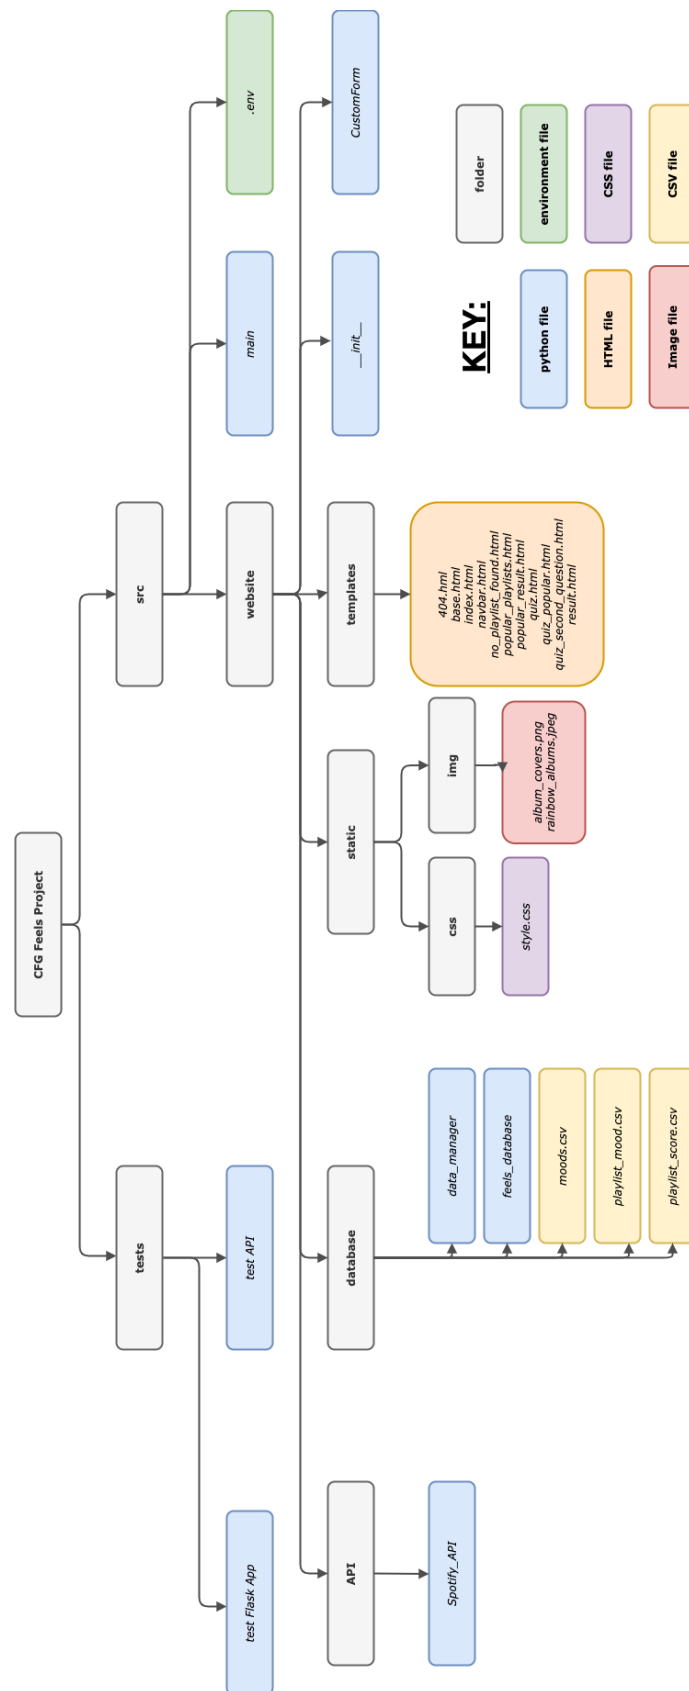 CFG Feels Project
tests
src
test Flask App
test API
website
main
.env
API
database
static
templates
__init__
CustomForm
Spotify_API
data_manager
feels_database
moods.csv
playlist_mood.csv
playlist_score.csv
css
img
style.css
album_covers.png
rainbow_albums.jpeg
404.hml
base.html
index.html
navbar.html
no_playlist_found.html
popular_playlists.html
popular_result.html
quiz.html
quiz_popular.html
quiz_second_question.html
result.html
KEY:
folder
python file
environment file
HTML file
CSS file
Image file
CSV file